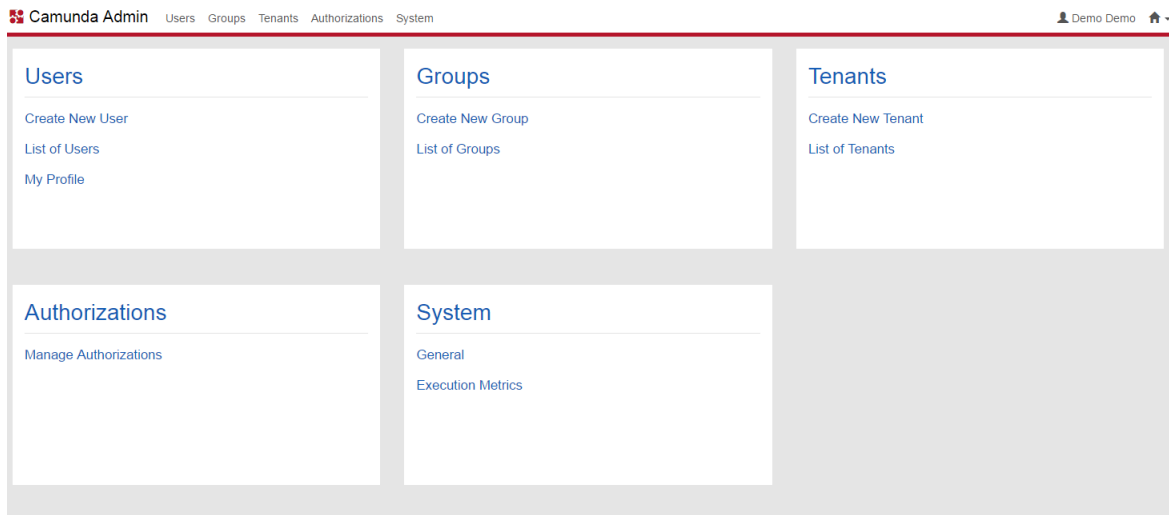 Camunda Admin Users Groups Tenants Authorizations System Demo Demo
Users
Create New User
List of Users
My Profile
Groups
Create New Group
List of Groups
Tenants
Create New Tenant
List of Tenants
Authorizations
Manage Authorizations
System
General
Execution Metrics